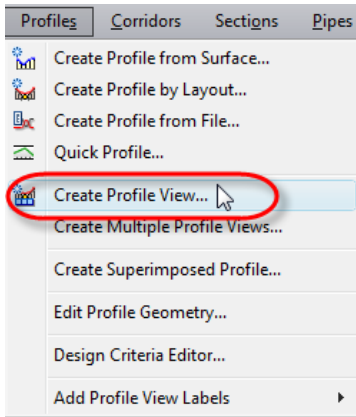 Profiles Corridors Sections Pipes
Create Profile from Surface...
Create Profile by Layout...
Create Profile from File...
Quick Profile...
Create Profile View...
Create Multiple Profile Views...
Create Superimposed Profile...
Edit Profile Geometry...
Design Criteria Editor...
Add Profile View Labels